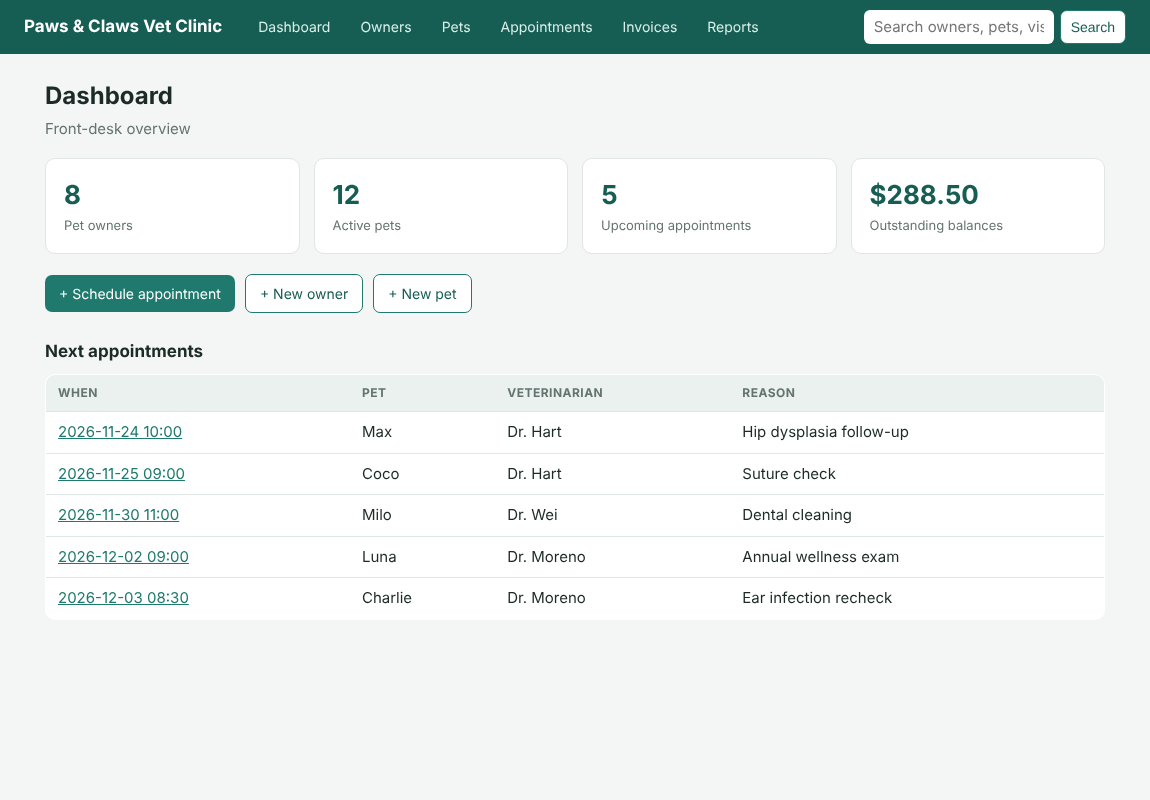 Paws & Claws Vet Clinic Dashboard Owners Pets Appointments Invoices Reports Search owners, pets, vis Search
Dashboard
Front-desk overview
8 12 5 $288.50
Pet owners Active pets Upcoming appointments Outstanding balances
+ Schedule appointment + New owner + New pet
Next appointments
WHEN PET VETERINARIAN REASON
2026-11-24 10:00 Max Dr. Hart Hip dysplasia follow-up
2026-11-25 09:00 Coco Dr. Hart Suture check
2026-11-30 11:00 Milo Dr. Wei Dental cleaning
2026-12-02 09:00 Luna Dr. Moreno Annual wellness exam
2026-12-03 08:30 Charlie Dr. Moreno Ear infection recheck